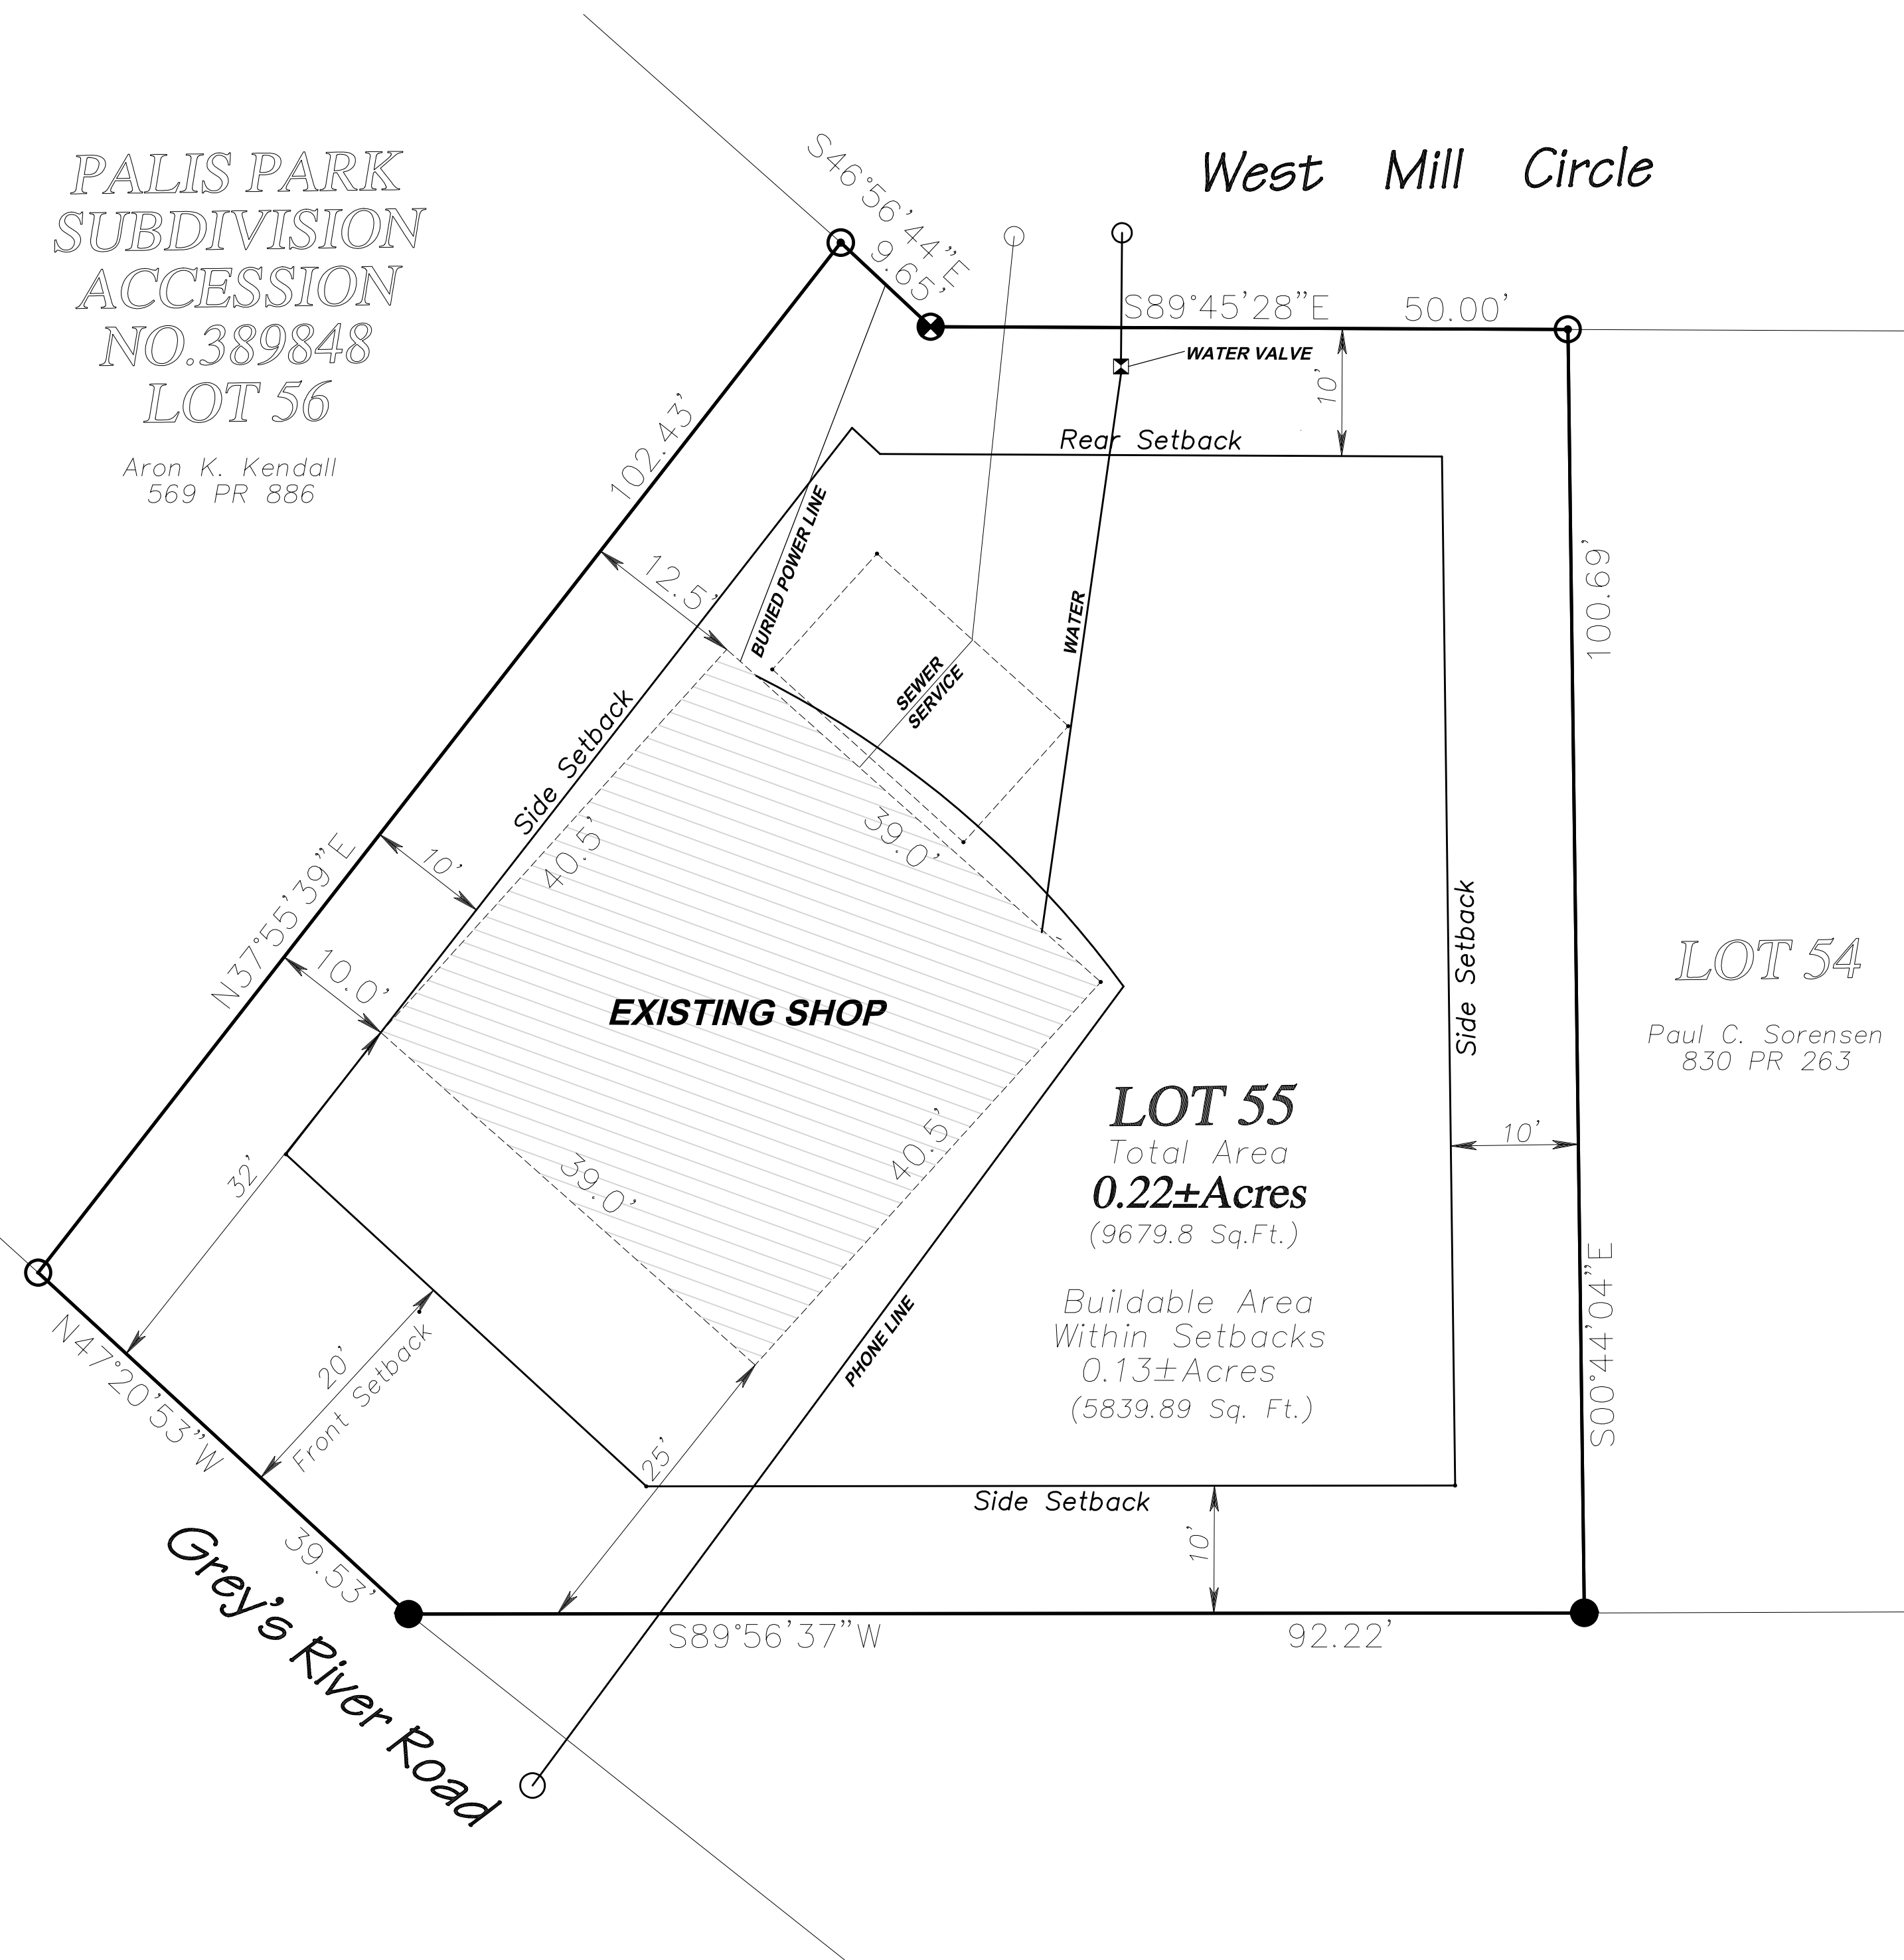 PALIS PARK
SUBDIVISION
ACCESSION
NO.389848
LOT 56
Aron K. Kendall
569 PR 886
S46°56'44"E
9.65'
West Mill Circle
S89°45'28"E 50.00'
WATER VALVE
10'
Rear Setback
102.43'
12.5'
BURIED POWER LINE
WATER
100.69'
SEWER
SERVICE
Side Setback
40.5'
39.0'
10'
N37°55'39"E
10.0'
EXISTING SHOP
Side Setback
LOT 54
Paul C. Sorensen
830 PR 263
LOT 55
Total Area
0.22±Acres
(9679.8 Sq.Ft.)
Buildable Area
Within Setbacks
0.13±Acres
(5839.89 Sq. Ft.)
10'
40.5'
39.0'
32'
PHONE LINE
S00°44'04"E
20'
Front Setback
N47°20'53"W
25'
Side Setback
10'
39.53'
Grey's River Road
S89°56'37"W 92.22'